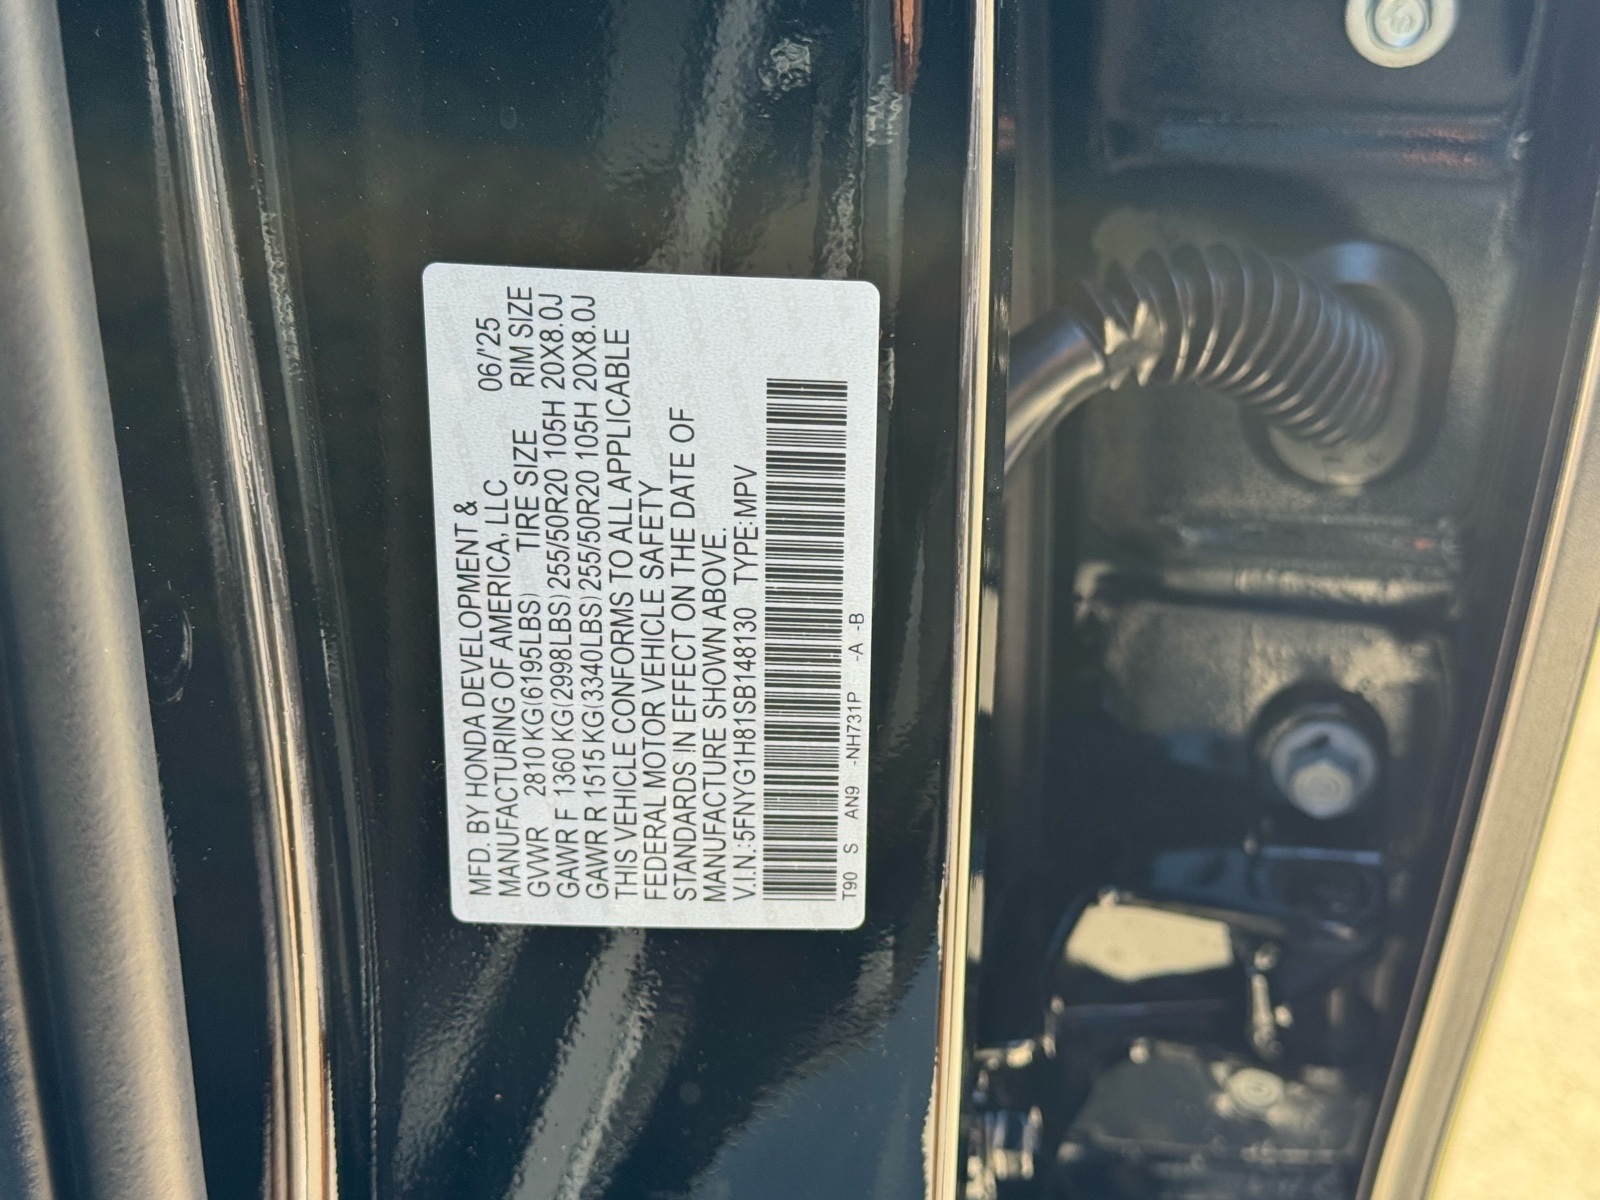 MFD. BY HONDA DEVELOPMENT &
MANUFACTURING OF AMERICA, LLC 06/'25
GVWR 2810 KG(6195LBS) TIRE SIZE RIM SIZE
GAWR F 1360 KG(2998LBS) 255/50R20 105H 20X8.0J
GAWR R 1515 KG(3340LBS) 255/50R20 105H 20X8.0J
THIS VEHICLE CONFORMS TO ALL APPLICABLE
FEDERAL MOTOR VEHICLE SAFETY
STANDARDS IN EFFECT ON THE DATE OF
MANUFACTURE SHOWN ABOVE.
V.I.N.:5FNYG1H81SB148130 TYPE:MPV
T90 S AN9 -NH731P -A -B